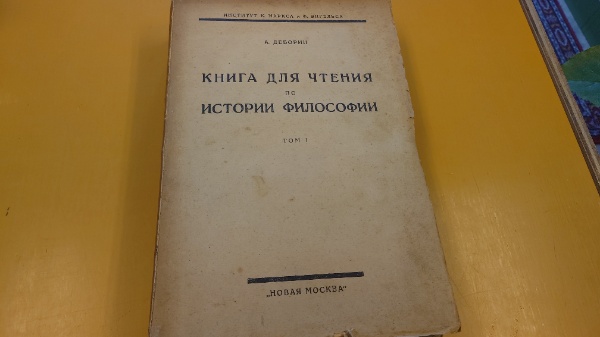 ИНСТИТУТ К. МАРКСА и Ф. ЭНГЕЛЬСА
А. ДЕБОРИН
КНИГА ДЛЯ ЧТЕНИЯ
ПО
ИСТОРИИ ФИЛОСОФИИ
ТОМ I
„НОВАЯ МОСКВА“